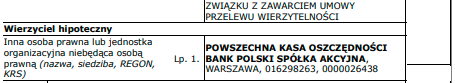 ZWIĄZKU Z ZAWARCIEM UMOWY
PRZELEWU WIERZYTELNOŚCI
Wierzyciel hipoteczny
Inna osoba prawna lub jednostka
organizacyjna niebędąca osobą
prawną (nazwa, siedziba, REGON,
KRS)
Lp. 1.
POWSZECHNA KASA OSZCZĘDNOŚCI
BANK POLSKI SPÓŁKA AKCYJNA,
WARSZAWA, 016298263, 0000026438